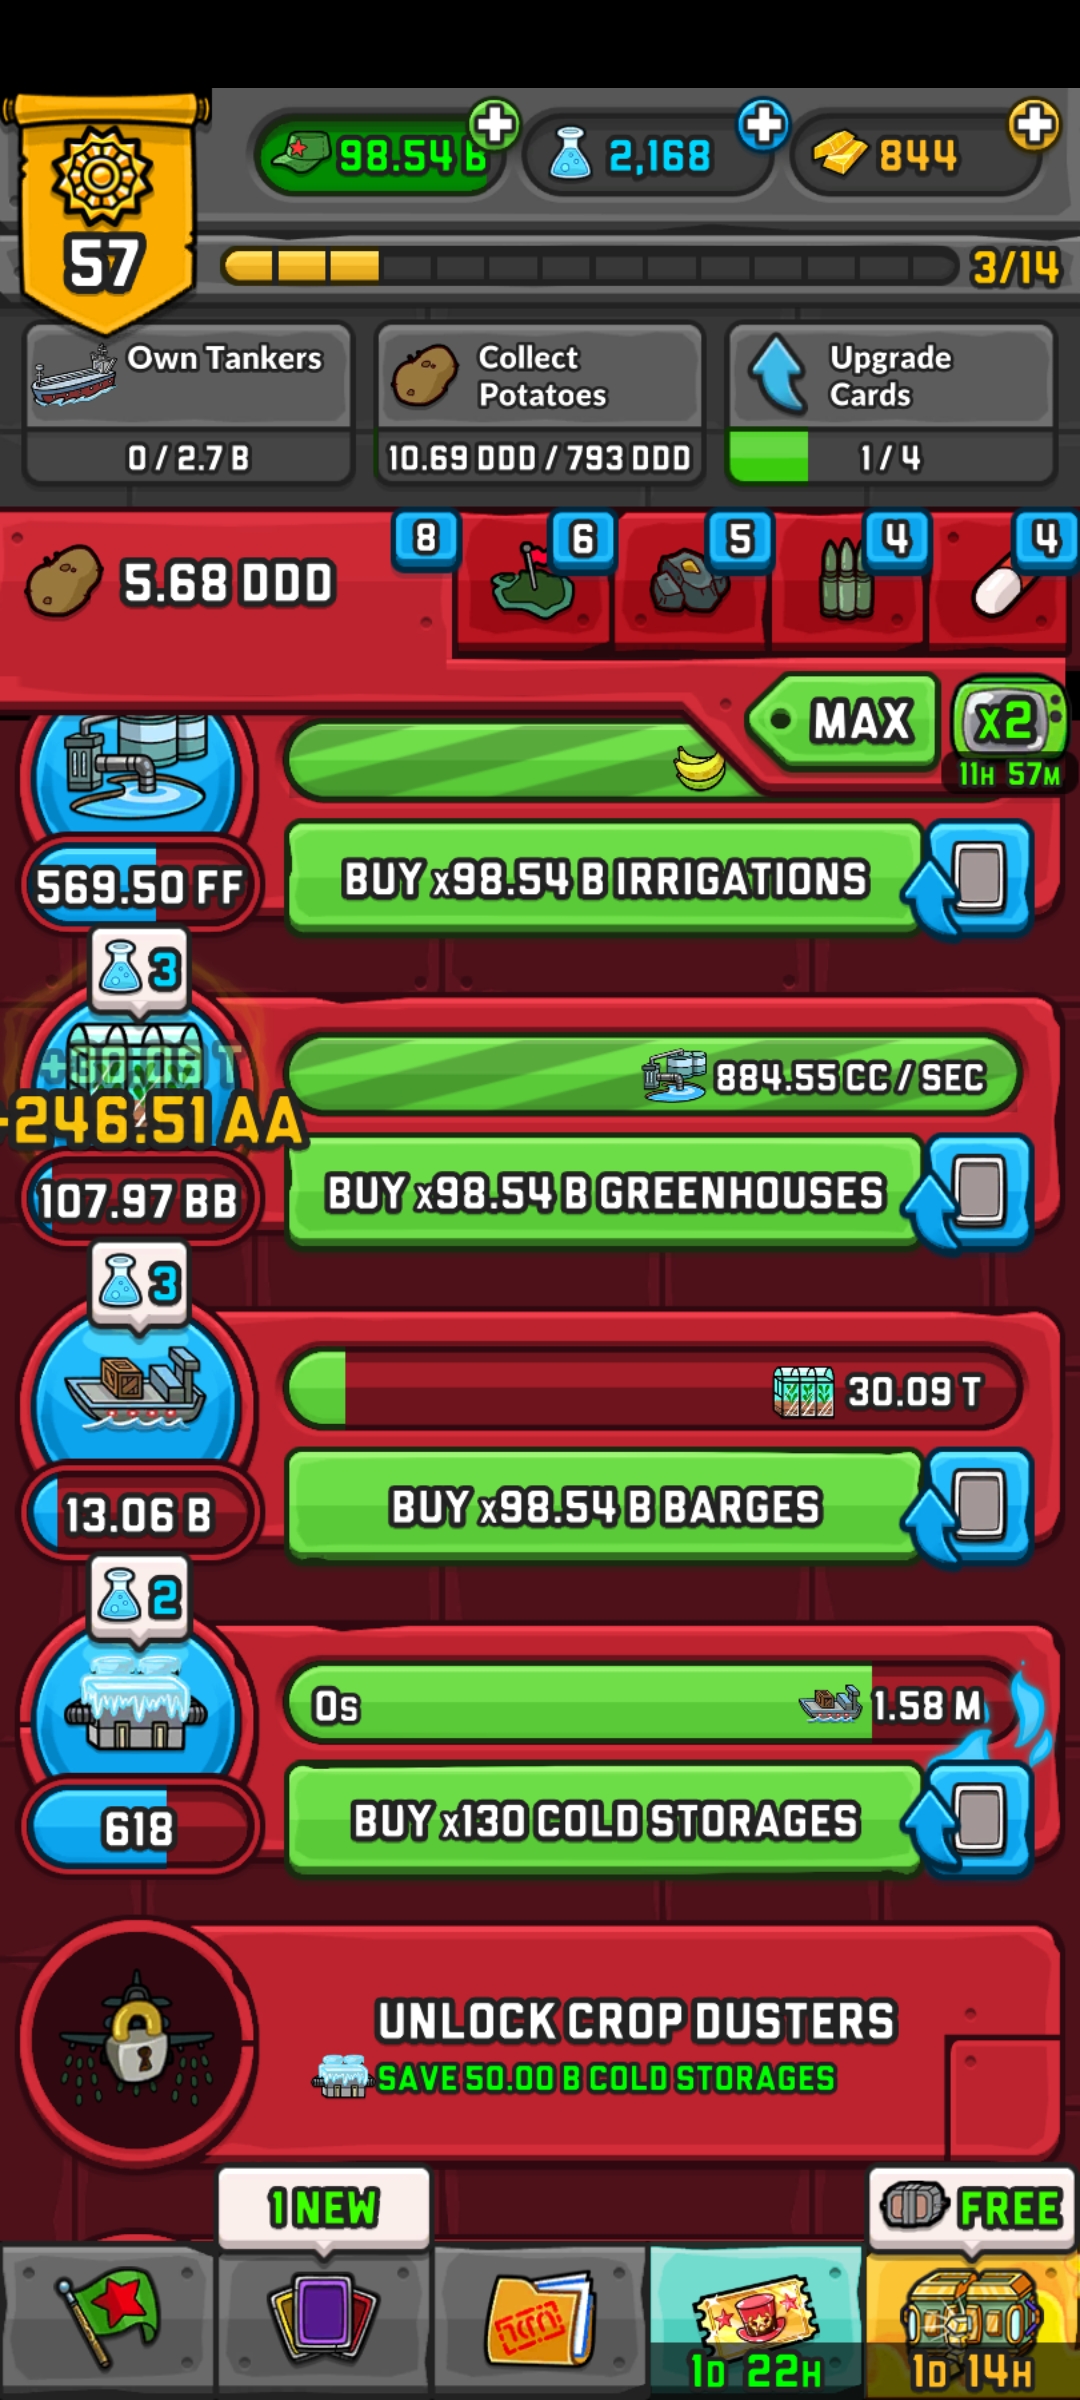 98.54 B
2,168
844
57
3/14
Own Tankers
0 / 2.7 B
Collect
Potatoes
10.69 DDD / 793 DDD
Upgrade
Cards
1 / 4
5.68 DDD
8
6
5
4
4
MAX
x2
11H 57M
569.50 FF
BUY x98.54 B IRRIGATIONS
3
+30.09 T
-246.51 AA
107.97 BB
884.55 CC / SEC
BUY x98.54 B GREENHOUSES
3
13.06 B
30.09 T
BUY x98.54 B BARGES
2
618
0s
1.58 M
BUY x130 COLD STORAGES
UNLOCK CROP DUSTERS
SAVE 50.00 B COLD STORAGES
1 NEW
FREE
1D 22H
1D 14H